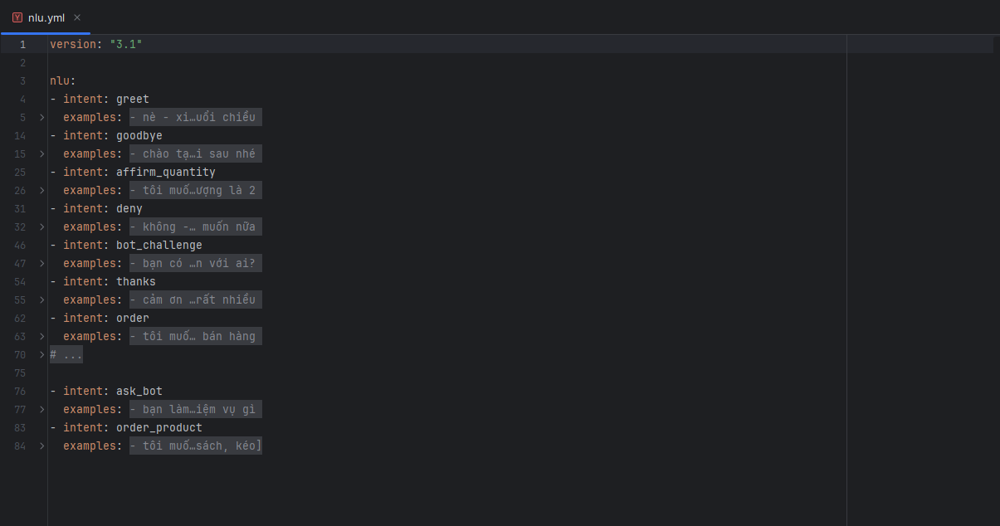 nlu.yml
1 version: "3.1"
2
3 nlu:
4 - intent: greet
5 examples: - nè - xi…uổi chiều
14 - intent: goodbye
15 examples: - chào tạ…i sau nhé
25 - intent: affirm_quantity
26 examples: - tôi muố…ượng là 2
31 - intent: deny
32 examples: - không -… muốn nữa
46 - intent: bot_challenge
47 examples: - bạn có …n với ai?
54 - intent: thanks
55 examples: - cảm ơn …rất nhiều
62 - intent: order
63 examples: - tôi muố… bán hàng
70 # ...
75
76 - intent: ask_bot
77 examples: - bạn làm…iệm vụ gì
83 - intent: order_product
84 examples: - tôi muố…sách, kéo]